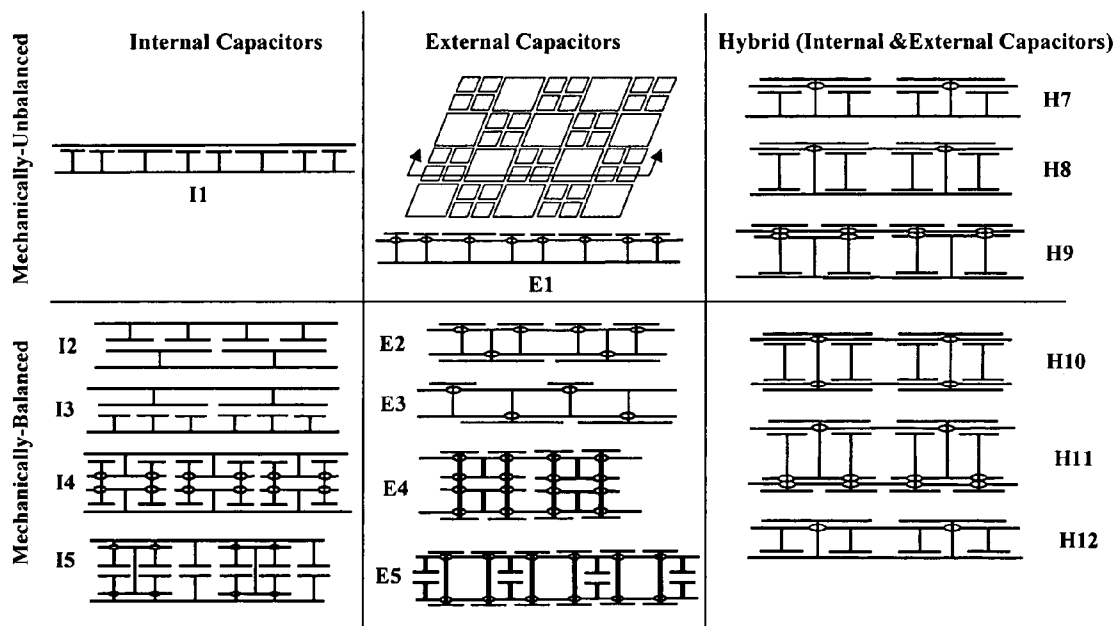 Internal Capacitors
External Capacitors
Hybrid (Internal &External Capacitors)
Mechanically-Unbalanced
I1
E1
H7
H8
H9
Mechanically-Balanced
I2
I3
I4
I5
E2
E3
E4
E5
H10
H11
H12